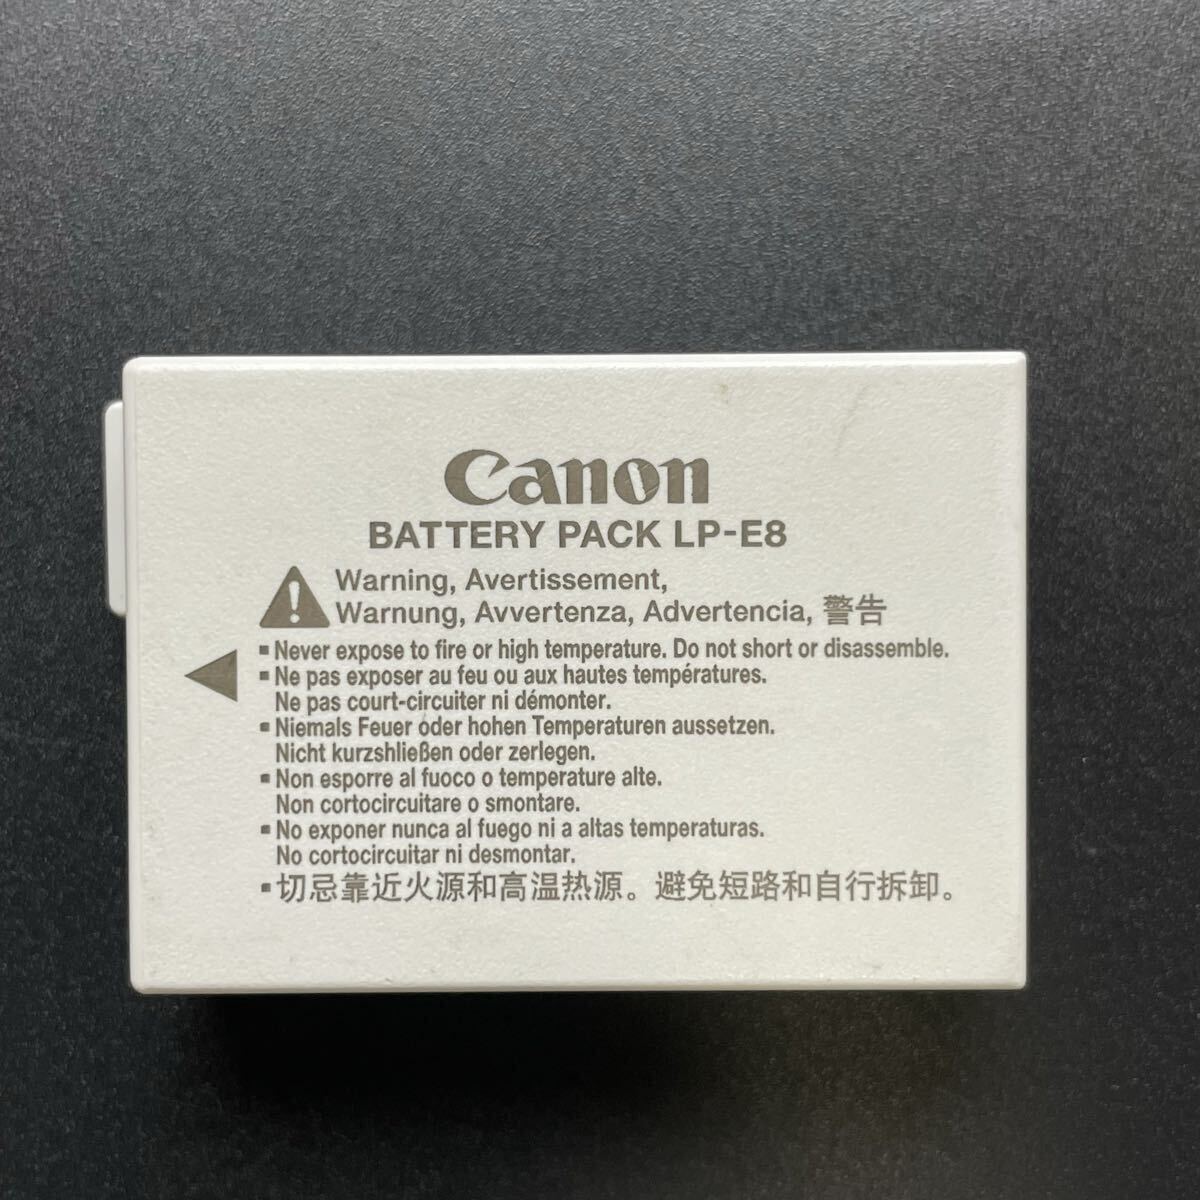 Canon
BATTERY PACK LP-E8
Warning, Avertissement,
Warnung, Avvertenza, Advertencia, 警告
▪ Never expose to fire or high temperature. Do not short or disassemble.
▪ Ne pas exposer au feu ou aux hautes températures.
Ne pas court-circuiter ni démonter.
▪ Niemals Feuer oder hohen Temperaturen aussetzen.
Nicht kurzshließen oder zerlegen.
▪ Non esporre al fuoco o temperature alte.
Non cortocircuitare o smontare.
▪ No exponer nunca al fuego ni a altas temperaturas.
No cortocircuitar ni desmontar.
▪ 切忌靠近火源和高温热源。避免短路和自行拆卸。